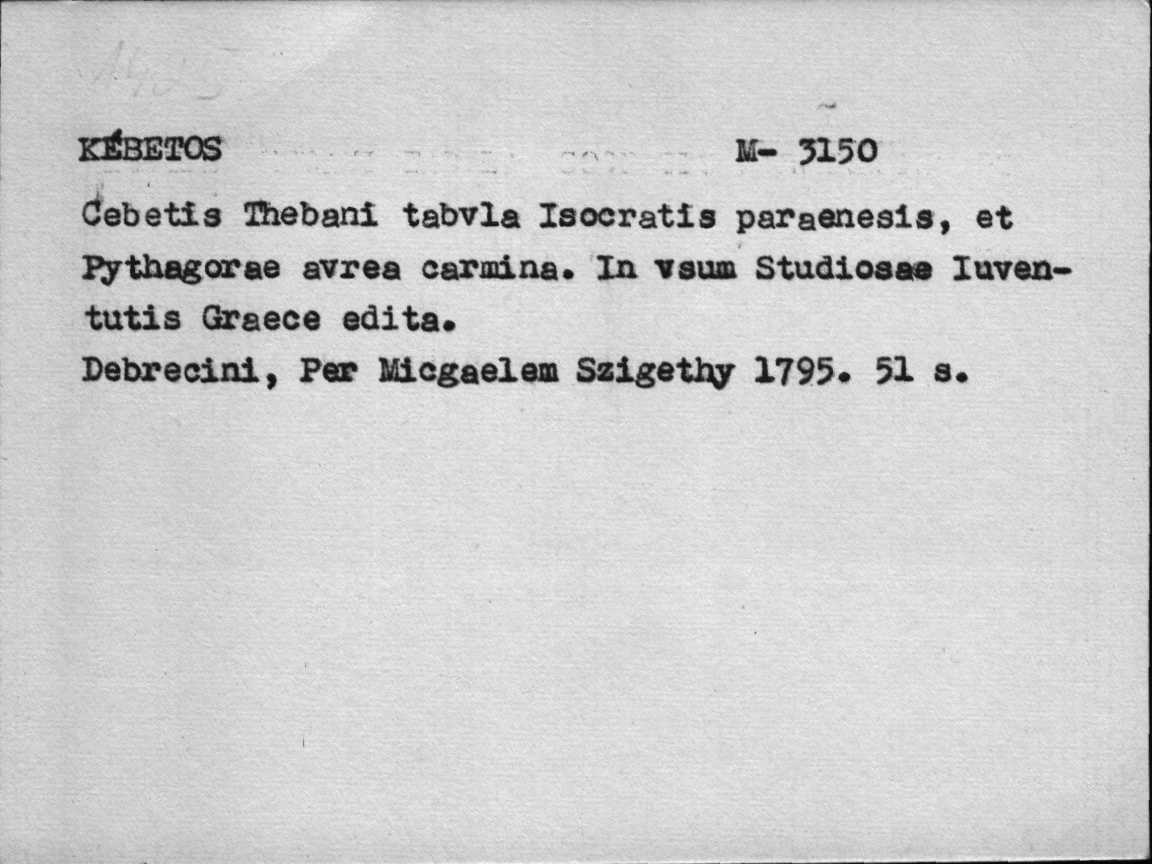 KÉBETOS M- 3150
Cebetis Thebani tabvla Isocratis paraenesis, et
Pythagorae avrea carmina. In vsum Studiosae Iuven-
tutis Graece edita.
Debrecini, Per Micgaelem Szigethy 1795. 51 s.